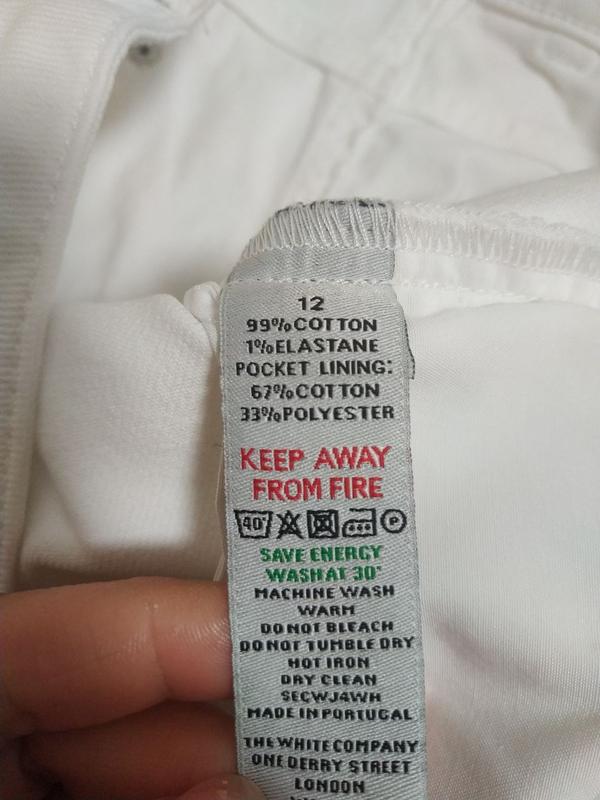 12
99%COTTON
1%ELASTANE
POCKET LINING:
67%COTTON
33%POLYESTER
KEEP AWAY
FROM FIRE
40° P
SAVE ENERGY
WASH AT 30°
MACHINE WASH
WARM
DO NOT BLEACH
DO NOT TUMBLE DRY
HOT IRON
DRY CLEAN
SECWJ4WH
MADE IN PORTUGAL
THE WHITE COMPANY
ONE DERRY STREET
LONDON